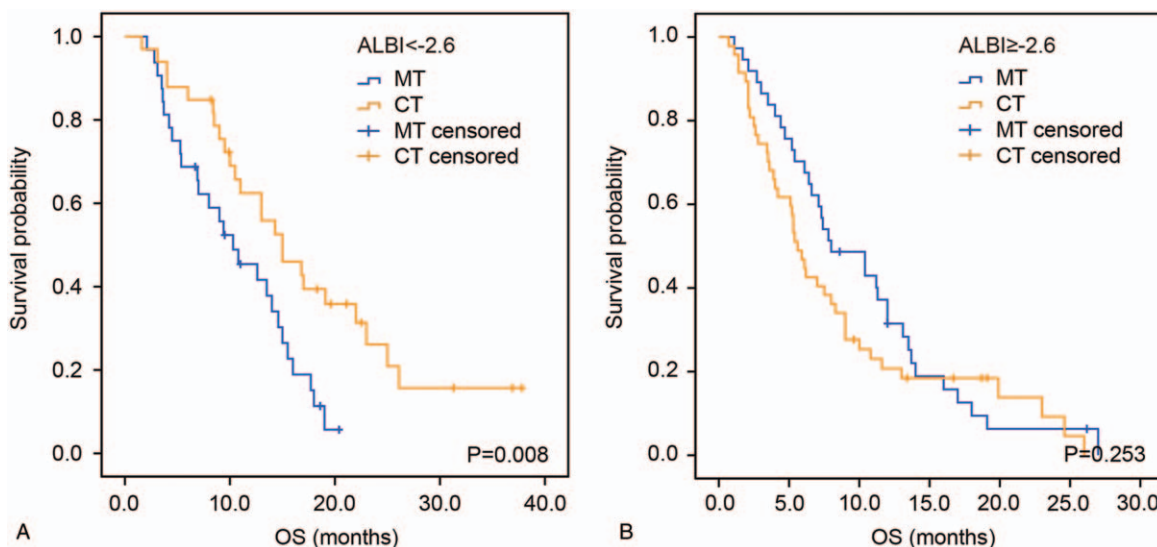 1.0
0.8
0.6
0.4
0.2
0.0
Survival probability
ALBI<-2.6
MT
CT
MT censored
CT censored
P=0.008
0.0 10.0 20.0 30.0 40.0
OS (months)
A
1.0
0.8
0.6
0.4
0.2
0.0
Survival probability
ALBI≥-2.6
MT
CT
MT censored
CT censored
P=0.253
0.0 5.0 10.0 15.0 20.0 25.0 30.0
OS (months)
B